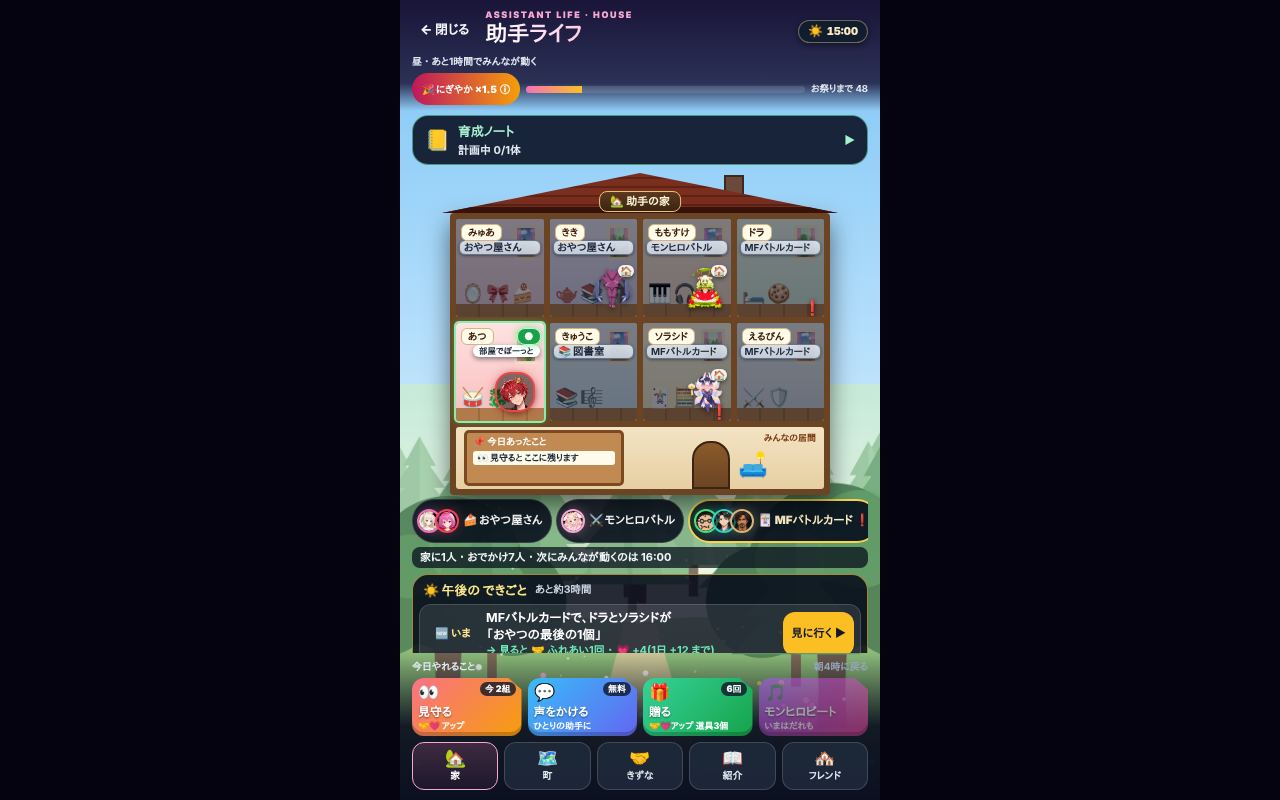 ← 閉じる
ASSISTANT LIFE · HOUSE
助手ライフ
☀️ 15:00
昼・あと1時間でみんなが動く
🎉 にぎやか ×1.5 ⓘ
お祭りまで 48
育成ノート
計画中 0/1体
▶
🏡 助手の家
みゅあ
おやつ屋さん
きき
おやつ屋さん
ももすけ
モンヒロバトル
ドラ
MFバトルカード
❗
あつ
部屋でぼーっと
きゅうこ
📚 図書室
ソラシド
MFバトルカード
❗
えるびん
MFバトルカード
📌 今日あったこと
👀 見守ると ここに残ります
みんなの居間
🍰 おやつ屋さん
⚔️ モンヒロバトル
🃏 MFバトルカード ❗
家に1人・おでかけ7人・次にみんなが動くのは 16:00
☀️ 午後の できごと あと約3時間
🆕 いま
MFバトルカードで、ドラとソラシドが
「おやつの最後の1個」
→ 見ると 🤝 ふれあい1回・💗 +4(1日 +12 まで)
見に行く ▶
今日やれること
朝4時に戻る
👀 今 2組
見守る
🤝💗アップ
💬 無料
声をかける
ひとりの助手に
🎁 6回
贈る
🤝💗アップ 道具3個
🎵
モンヒロビート
いまはだれも
家
町
きずな
紹介
フレンド